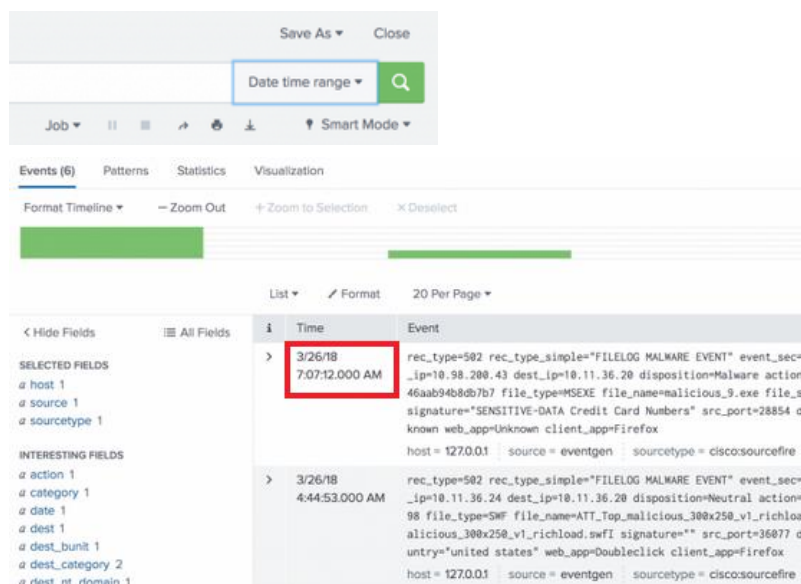 Save As Close
Date time range
Job Smart Mode
Events (6) Patterns Statistics Visualization
Format Timeline — Zoom Out + Zoom to Selection × Deselect
List Format 20 Per Page
< Hide Fields All Fields i Time Event
SELECTED FIELDS
a host 1
a source 1
a sourcetype 1
INTERESTING FIELDS
a action 1
a category 1
a date 1
a dest 1
a dest_bunit 1
a dest_category 2
a dest_nt_domain 1
> 3/26/18
7:07:12.000 AM
rec_type=502 rec_type_simple="FILELOG MALWARE EVENT" event_sec=
_ip=10.98.200.43 dest_ip=10.11.36.20 disposition=Malware action
46aab94b8db7b7 file_type=MSEXE file_name=malicious_9.exe file_s
signature="SENSITIVE-DATA Credit Card Numbers" src_port=28854 d
known web_app=Unknown client_app=Firefox
host = 127.0.0.1 source = eventgen sourcetype = cisco:sourcefire
> 3/26/18
4:44:53.000 AM
rec_type=502 rec_type_simple="FILELOG MALWARE EVENT" event_sec=
_ip=10.11.36.24 dest_ip=10.11.36.20 disposition=Neutral action=
98 file_type=SWF file_name=ATT_Top_malicious_300x250_v1_richloa
alicious_300x250_v1_richload.swfI signature="" src_port=36077 d
untry="united states" web_app=Doubleclick client_app=Firefox
host = 127.0.0.1 source = eventgen sourcetype = cisco:sourcefire